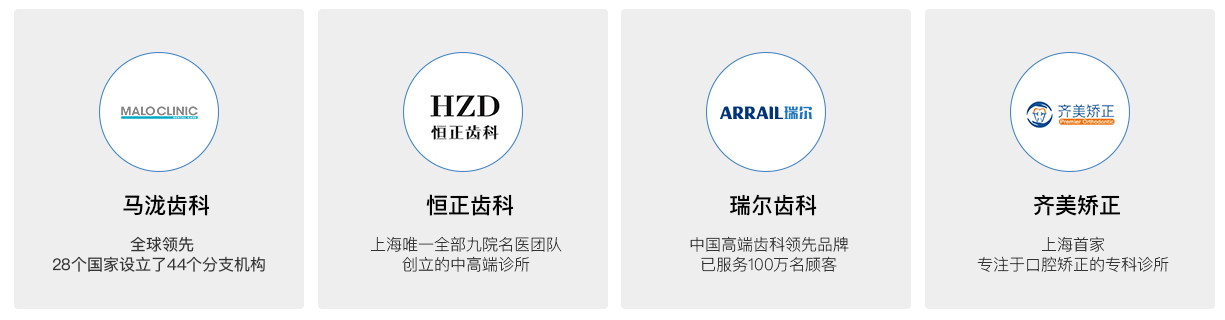 MALO CLINIC
马泷齿科
全球领先
28个国家设立了44个分支机构
HZD
恒正齿科
恒正齿科
上海唯一全部九院名医团队
创立的中高端诊所
ARRAIL瑞尔
瑞尔齿科
中国高端齿科领先品牌
已服务100万名顾客
齐美矫正
Premier Orthodontic
齐美矫正
上海首家
专注于口腔矫正的专科诊所